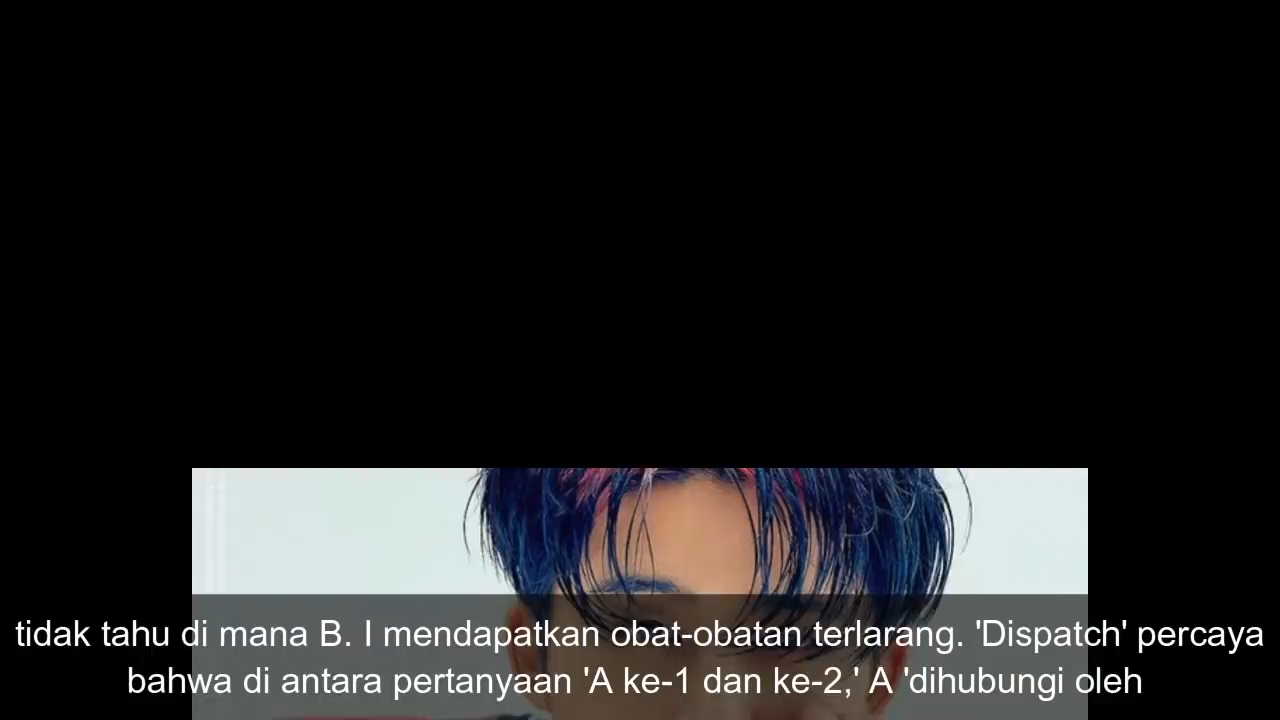 tidak tahu di mana B. I mendapatkan obat-obatan terlarang. 'Dispatch' percaya
bahwa di antara pertanyaan 'A ke-1 dan ke-2,' A 'dihubungi oleh